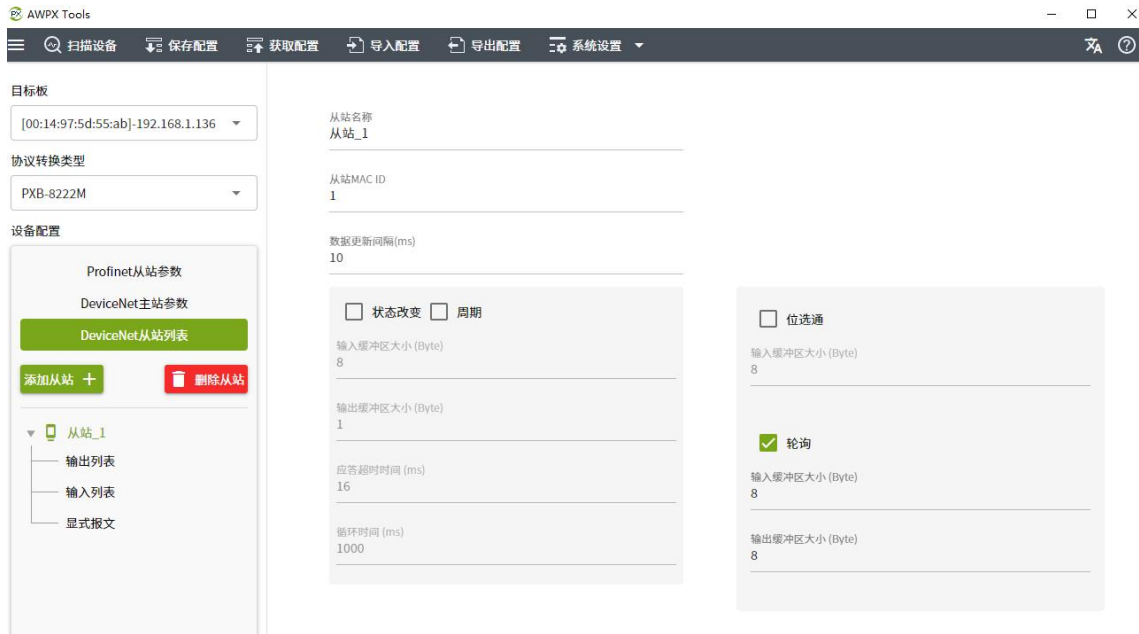 AWPX Tools
扫描设备 保存配置 获取配置 导入配置 导出配置 系统设置
目标板
[00:14:97:5d:55:ab]-192.168.1.136
协议转换类型
PXB-8222M
设备配置
Profinet从站参数
DeviceNet主站参数
DeviceNet从站列表
添加从站 删除从站
从站_1
输出列表
输入列表
显式报文
从站名称
从站_1
从站MAC ID
1
数据更新间隔(ms)
10
状态改变 周期
输入缓冲区大小 (Byte)
8
输出缓冲区大小 (Byte)
1
应答超时时间 (ms)
16
循环时间 (ms)
1000
位选通
输入缓冲区大小 (Byte)
8
轮询
输入缓冲区大小 (Byte)
8
输出缓冲区大小 (Byte)
8